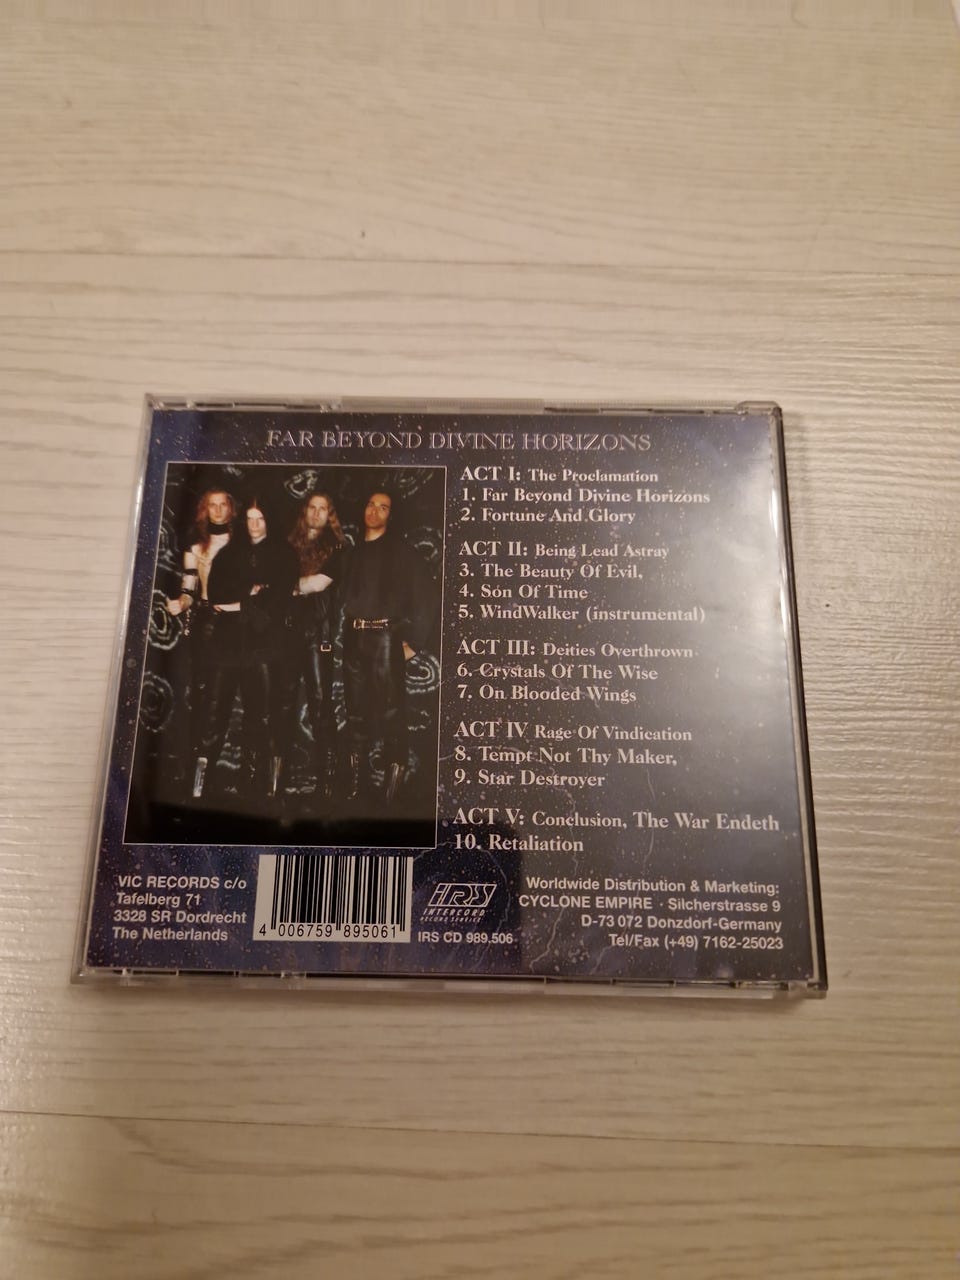 FAR BEYOND DIVINE HORIZONS
ACT I: The Proclamation
1. Far Beyond Divine Horizons
2. Fortune And Glory
ACT II: Being Lead Astray
3. The Beauty Of Evil,
4. Son Of Time
5. WindWalker (instrumental)
ACT III: Deities Overthrown
6. Crystals Of The Wise
7. On Blooded Wings
ACT IV Rage Of Vindication
8. Tempt Not Thy Maker,
9. Star Destroyer
ACT V: Conclusion, The War Endeth
10. Retaliation
VIC RECORDS c/o
Tafelberg 71
3328 SR Dordrecht
The Netherlands
4 006759 895061
IRS
INTERCORD
RECORD SERVICE
IRS CD 989.506
Worldwide Distribution & Marketing:
CYCLONE EMPIRE · Silcherstrasse 9
D-73 072 Donzdorf-Germany
Tel/Fax (+49) 7162-25023